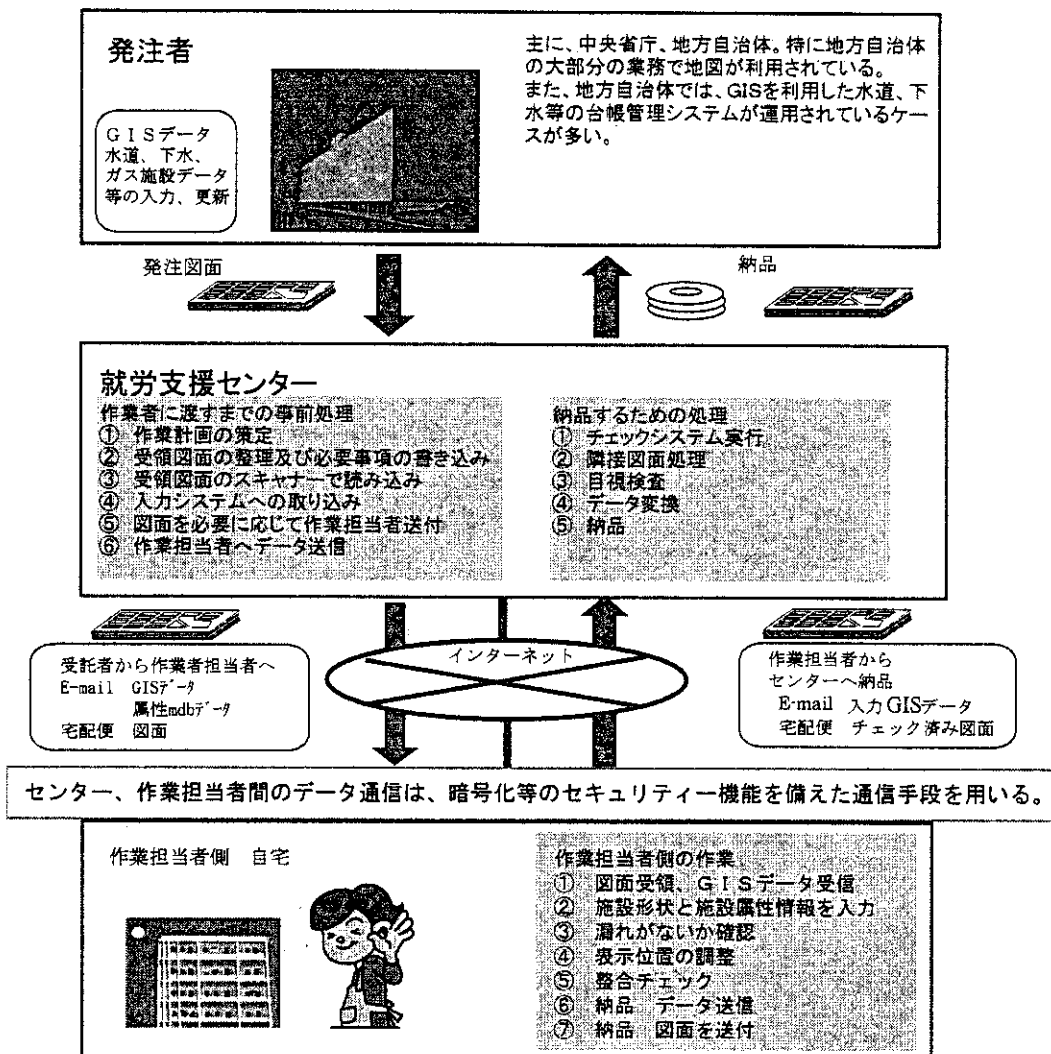 発注者
主に、中央省庁、地方自治体。特に地方自治体
の大部分の業務で地図が利用されている。
また、地方自治体では、GISを利用した水道、下
水等の台帳管理システムが運用されているケー
スが多い。
ＧＩＳデータ
水道、下水、
ガス施設データ
等の入力、更新
発注図面
納品
就労支援センター
作業者に渡すまでの事前処理
① 作業計画の策定
② 受領図面の整理及び必要事項の書き込み
③ 受領図面のスキャナーで読み込み
④ 入力システムへの取り込み
⑤ 図面を必要に応じて作業担当者送付
⑥ 作業担当者へデータ送信
納品するための処理
① チェックシステム実行
② 隣接図面処理
③ 目視検査
④ データ変換
⑤ 納品
受託者から作業者担当者へ
E-mail GISﾃﾞｰﾀ
属性mdbﾃﾞｰﾀ
宅配便 図面
インターネット
作業担当者から
センターへ納品
E-mail 入力GISデータ
宅配便 チェック済み図面
センター、作業担当者間のデータ通信は、暗号化等のセキュリティー機能を備えた通信手段を用いる。
作業担当者側 自宅
作業担当者側の作業
① 図面受領、ＧＩＳデータ受信
② 施設形状と施設属性情報を入力
③ 漏れがないか確認
④ 表示位置の調整
⑤ 整合チェック
⑥ 納品 データ送信
⑦ 納品 図面を送付